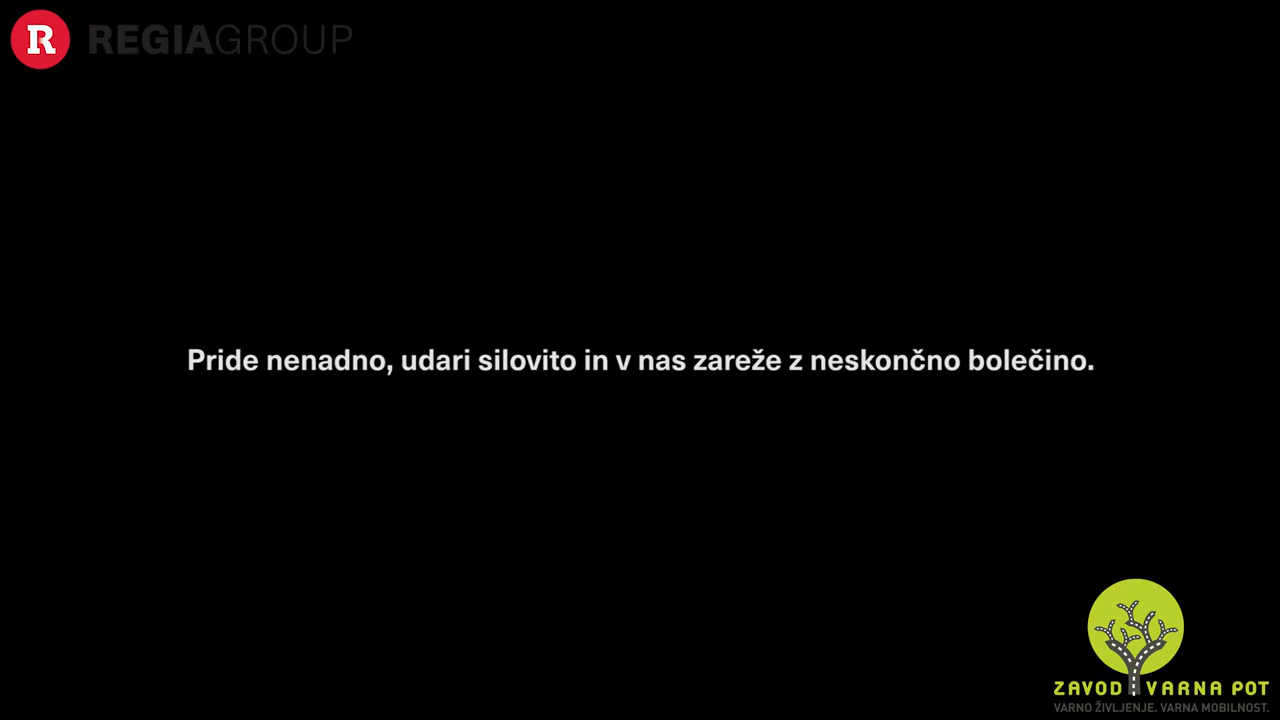 R REGIAGROUP
Pride nenadno, udari silovito in v nas zareže z neskončno bolečino.
ZAVOD VARNA POT
VARNO ŽIVLJENJE. VARNA MOBILNOST.